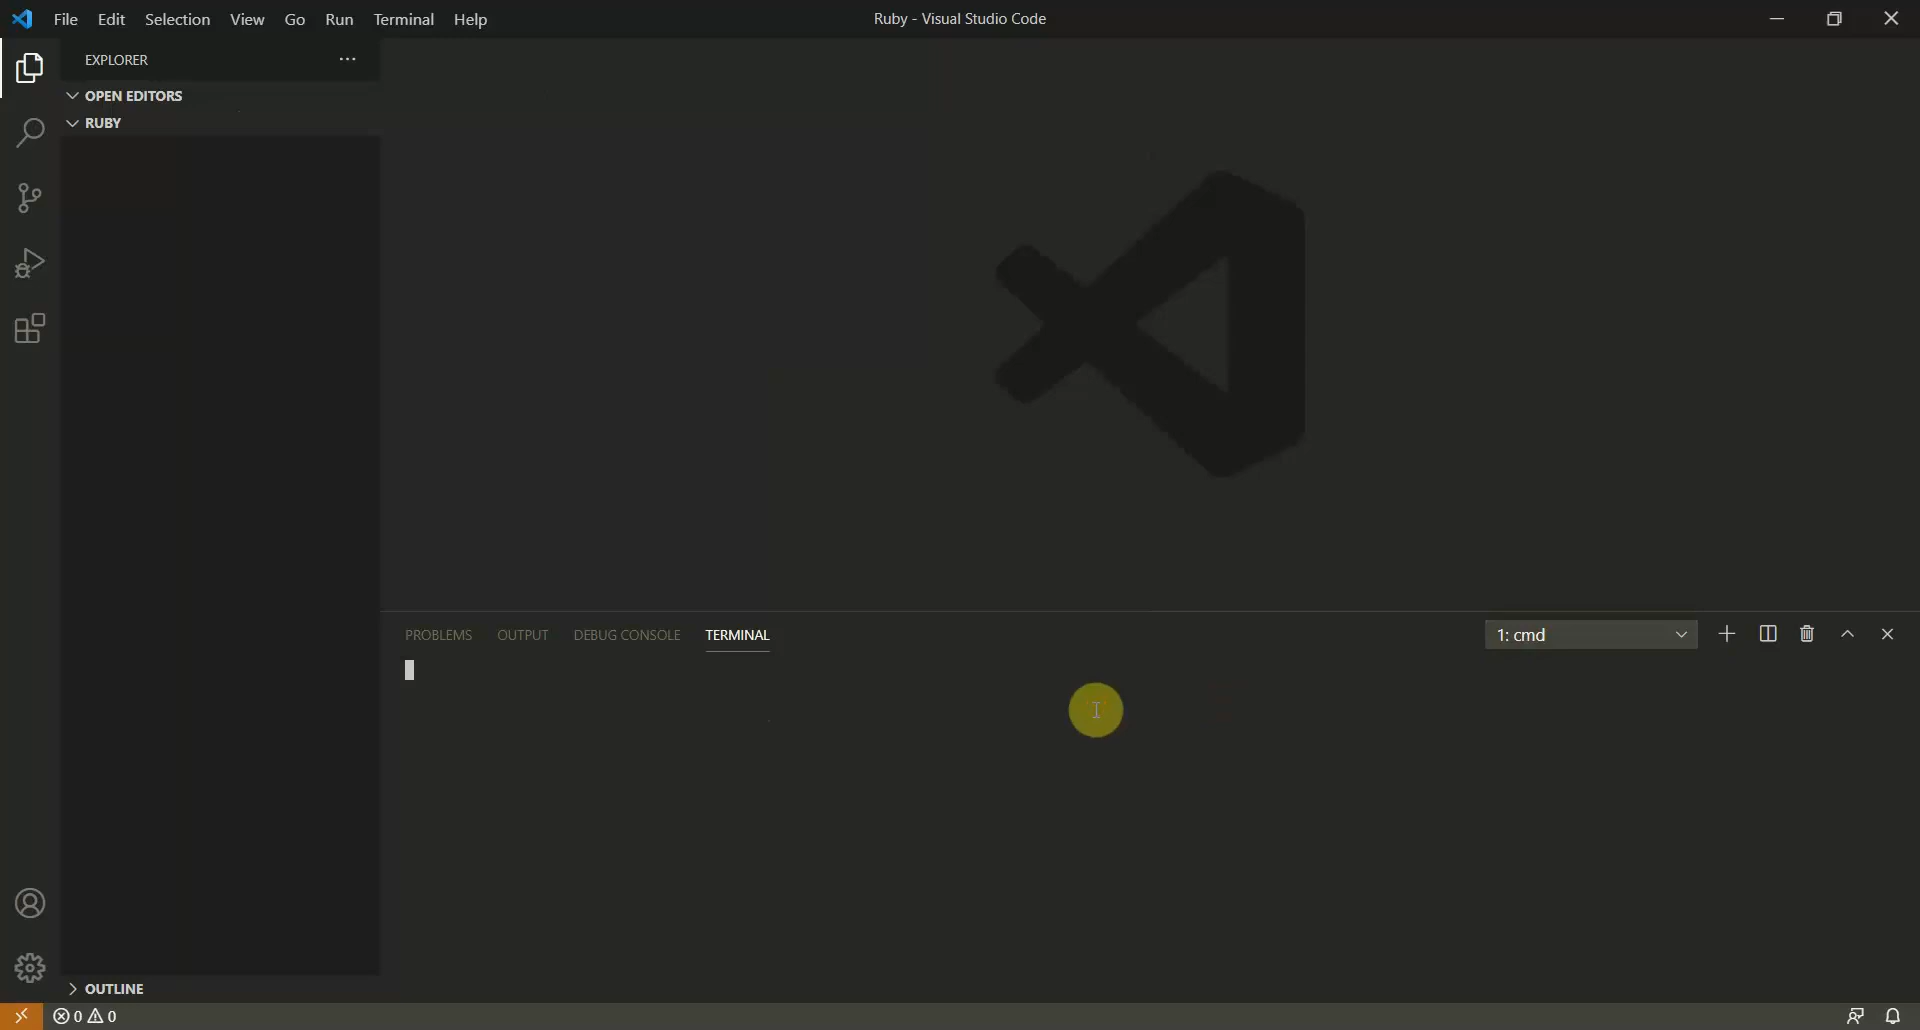 File Edit Selection View Go Run Terminal Help
Ruby - Visual Studio Code
EXPLORER
OPEN EDITORS
RUBY
PROBLEMS OUTPUT DEBUG CONSOLE TERMINAL
1: cmd
OUTLINE
0 0